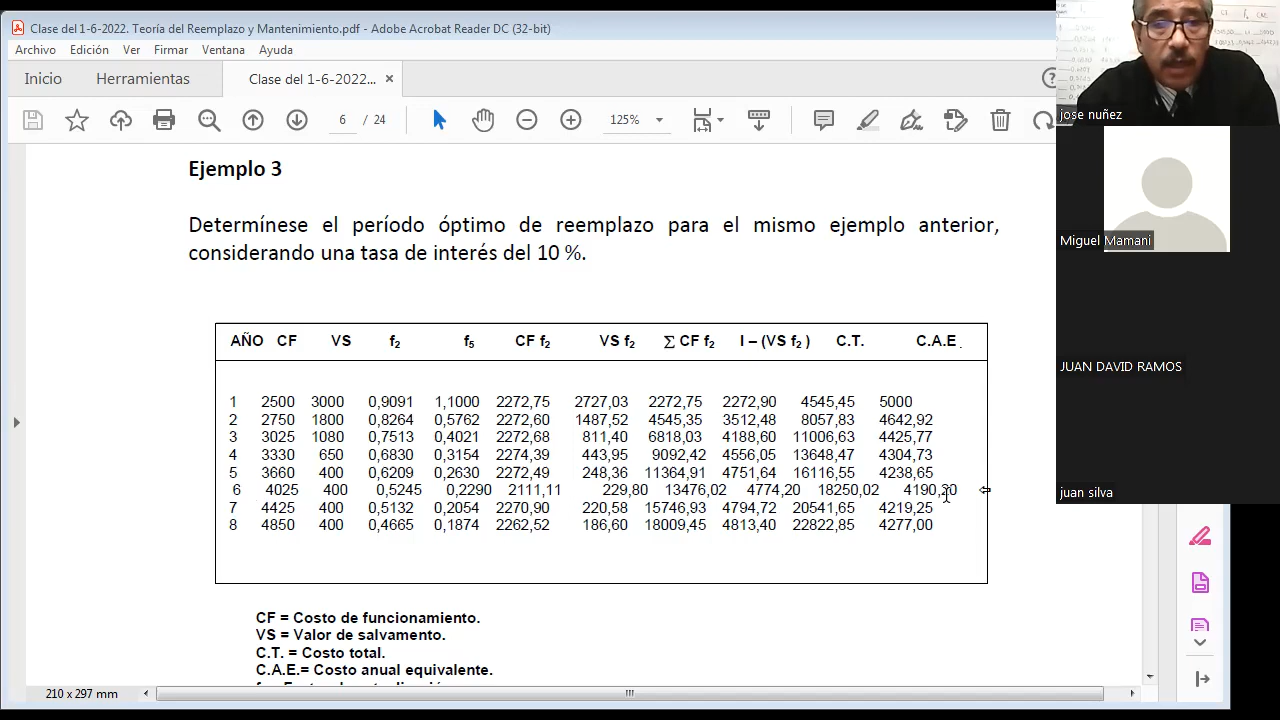 Clase del 1-6-2022. Teoría del Reemplazo y Mantenimiento.pdf - Adobe Acrobat Reader DC (32-bit)
Archivo Edición Ver Firmar Ventana Ayuda
Inicio Herramientas Clase del 1-6-2022... ×
6 / 24 125%
Ejemplo 3
Determínese el período óptimo de reemplazo para el mismo ejemplo anterior,
considerando una tasa de interés del 10 %.
AÑO CF VS f2 f5 CF f2 VS f2 ∑ CF f2 I – (VS f2 ) C.T. C.A.E .
1 2500 3000 0,9091 1,1000 2272,75 2727,03 2272,75 2272,90 4545,45 5000
2 2750 1800 0,8264 0,5762 2272,60 1487,52 4545,35 3512,48 8057,83 4642,92
3 3025 1080 0,7513 0,4021 2272,68 811,40 6818,03 4188,60 11006,63 4425,77
4 3330 650 0,6830 0,3154 2274,39 443,95 9092,42 4556,05 13648,47 4304,73
5 3660 400 0,6209 0,2630 2272,49 248,36 11364,91 4751,64 16116,55 4238,65
6 4025 400 0,5245 0,2290 2111,11 229,80 13476,02 4774,20 18250,02 4190,20
7 4425 400 0,5132 0,2054 2270,90 220,58 15746,93 4794,72 20541,65 4219,25
8 4850 400 0,4665 0,1874 2262,52 186,60 18009,45 4813,40 22822,85 4277,00
CF = Costo de funcionamiento.
VS = Valor de salvamento.
C.T. = Costo total.
C.A.E.= Costo anual equivalente.
210 x 297 mm
jose nuñez
Miguel Mamani
JUAN DAVID RAMOS
juan silva